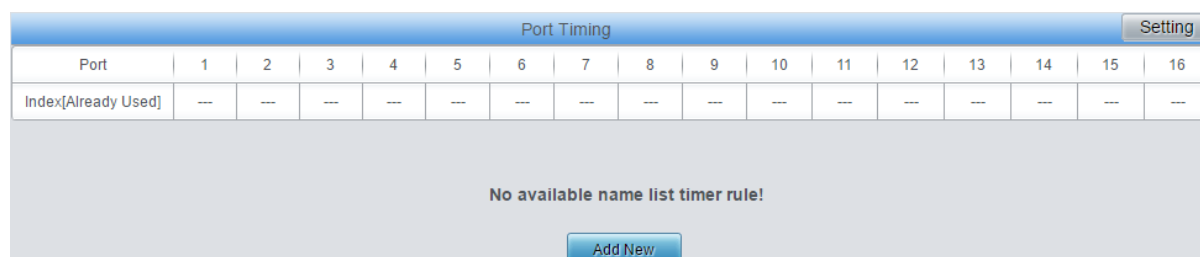 Port Timing Setting
Port 1 2 3 4 5 6 7 8 9 10 11 12 13 14 15 16
Index[Already Used] --- --- --- --- --- --- --- --- --- --- --- --- --- --- --- ---
No available name list timer rule!
Add New